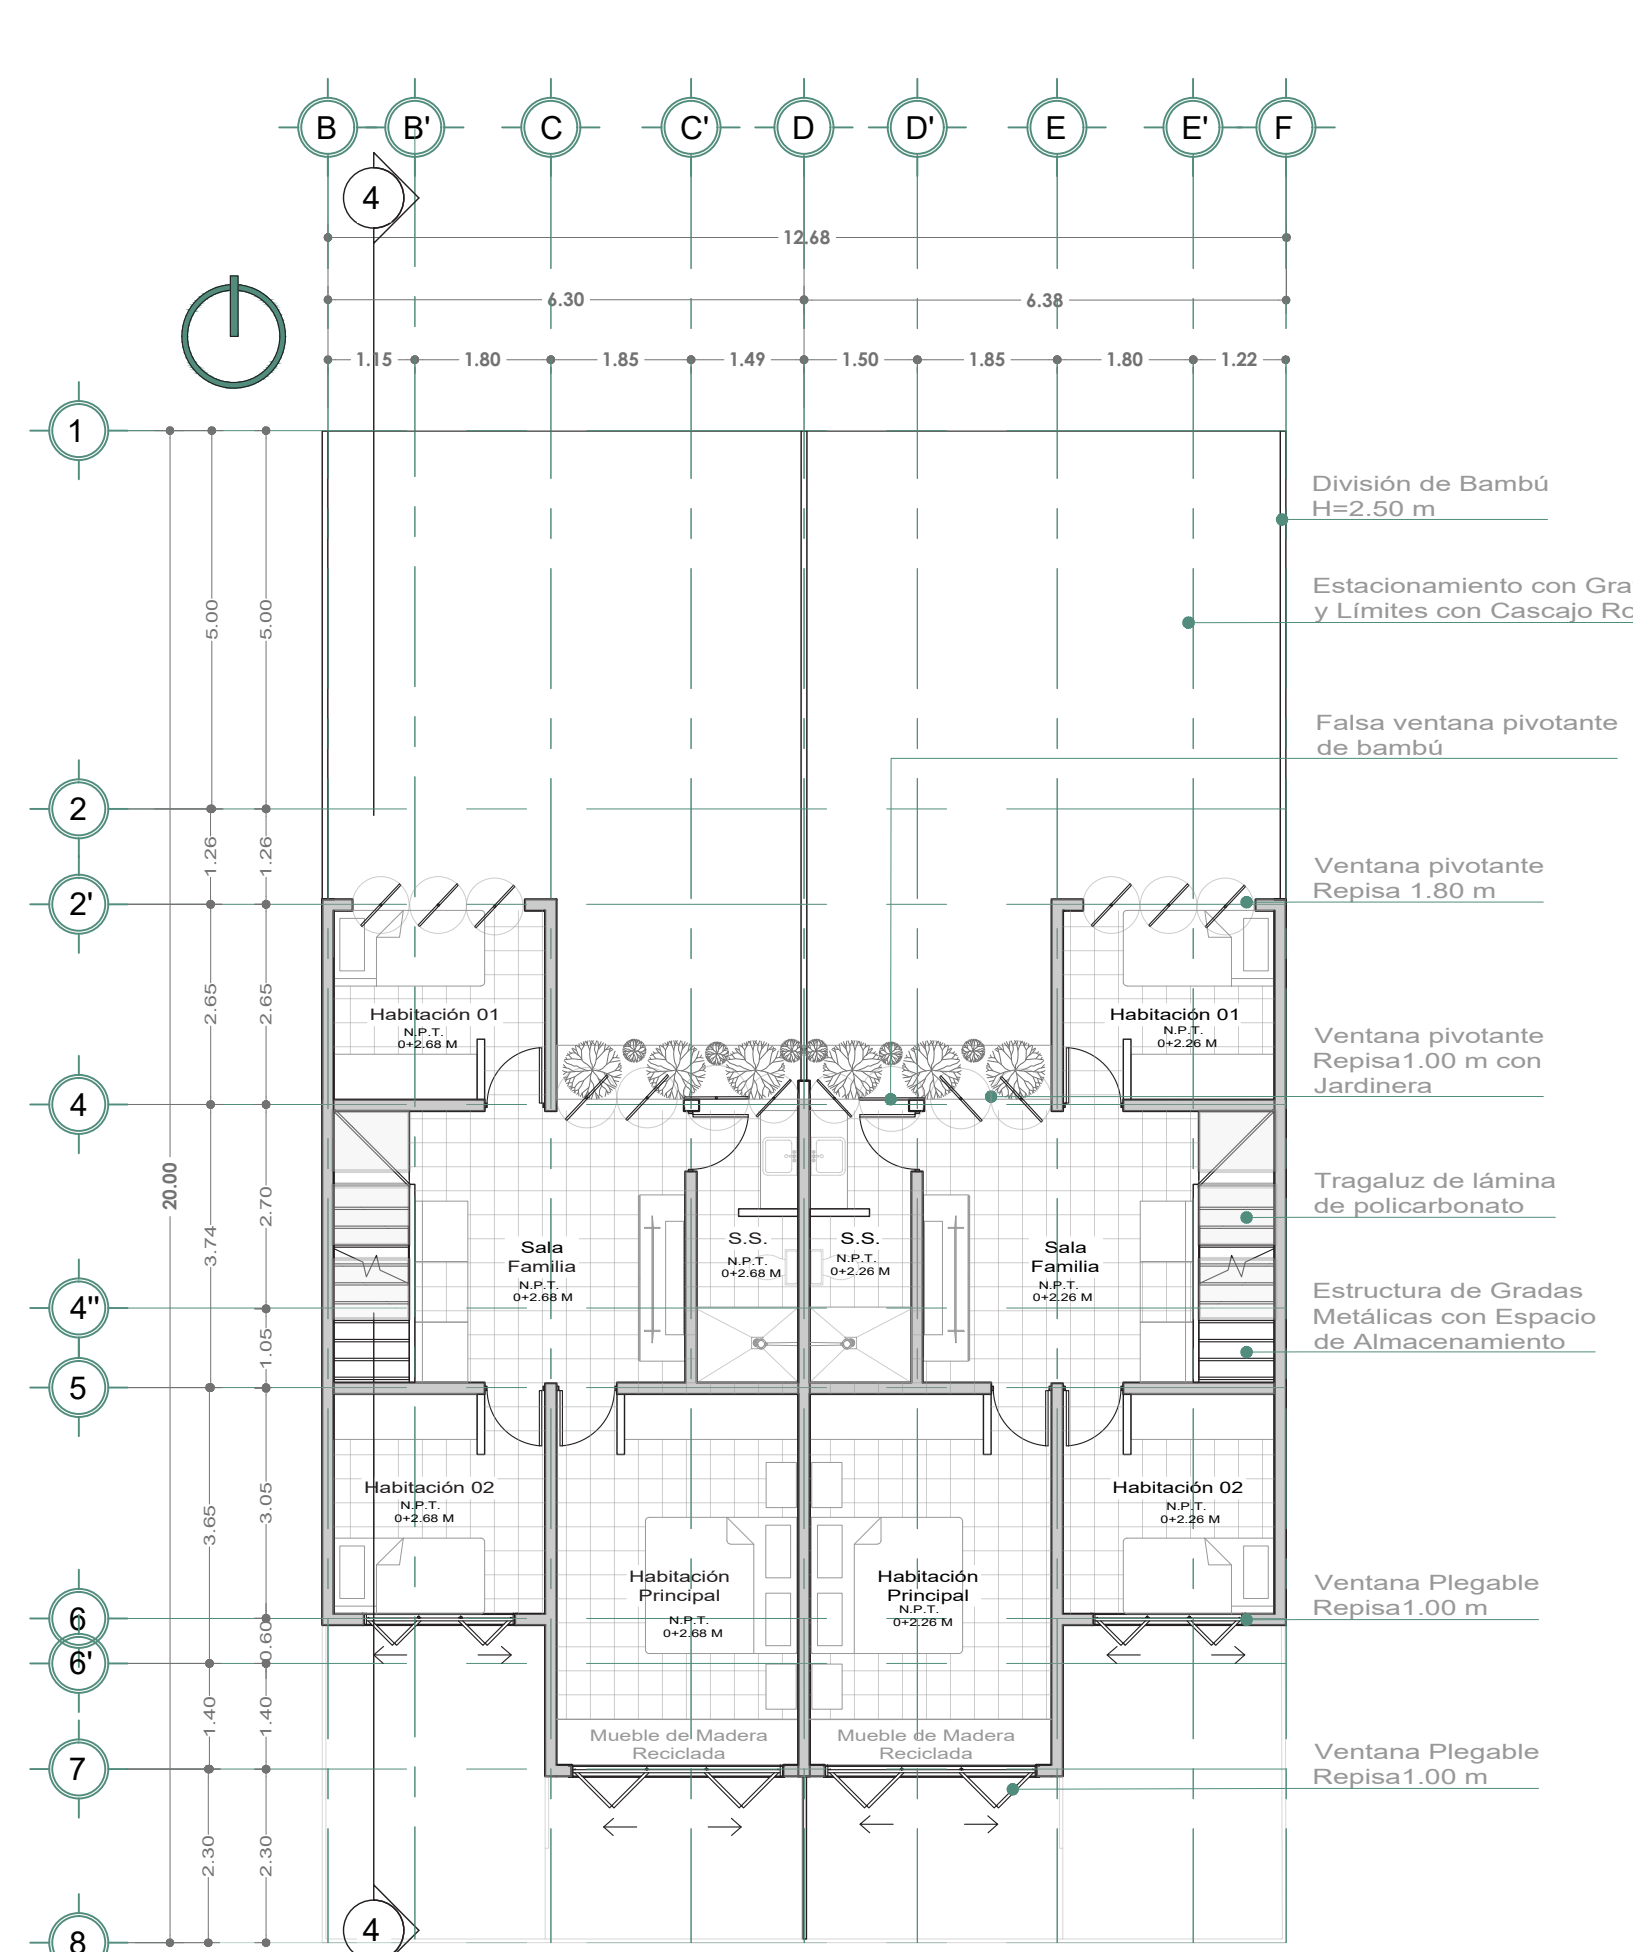 B B' C C' D D' E E' F
4
12.68
6.30 6.38
1.15 1.80 1.85 1.49 1.50 1.85 1.80 1.22
1
División de Bambú
H=2.50 m
Estacionamiento con Gra
y Límites con Cascajo Ro
5.00 5.00
Falsa ventana pivotante
de bambú
2
1.26 1.26
Ventana pivotante
Repisa 1.80 m
2'
2.65 2.65
Habitación 01
N.P.T.
0+2.68 M
Habitación 01
N.P.T.
0+2.26 M
Ventana pivotante
Repisa1.00 m con
Jardinera
4
20.00
3.74
2.70
Tragaluz de lámina
de policarbonato
Sala
Familia
N.P.T.
0+2.68 M
S.S.
N.P.T.
0+2.68 M
S.S.
N.P.T.
0+2.26 M
Sala
Familia
N.P.T.
0+2.26 M
Estructura de Gradas
Metálicas con Espacio
de Almacenamiento
4"
1.05
5
3.65
3.05
Habitación 02
N.P.T.
0+2.68 M
Habitación 02
N.P.T.
0+2.26 M
Habitación
Principal
N.P.T.
0+2.68 M
Habitación
Principal
N.P.T.
0+2.26 M
Ventana Plegable
Repisa1.00 m
6
0.60
6'
1.40 1.40
Mueble de Madera
Reciclada
Mueble de Madera
Reciclada
Ventana Plegable
Repisa1.00 m
7
2.30 2.30
4
8